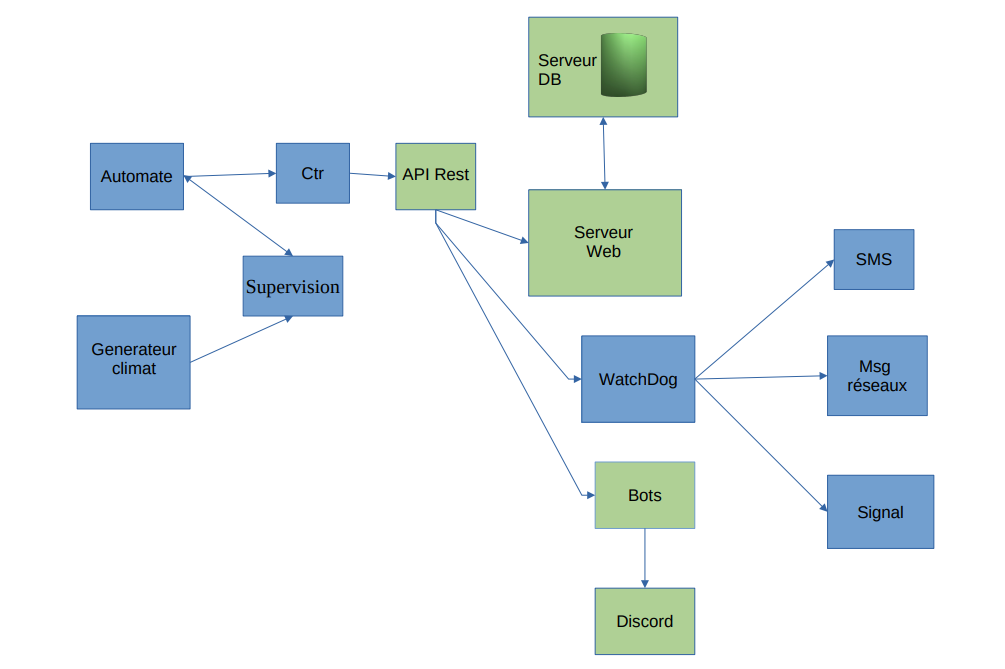 Serveur
DB
Automate
Ctr
API Rest
Serveur
Web
SMS
Supervision
Generateur
climat
WatchDog
Msg
réseaux
Bots
Signal
Discord